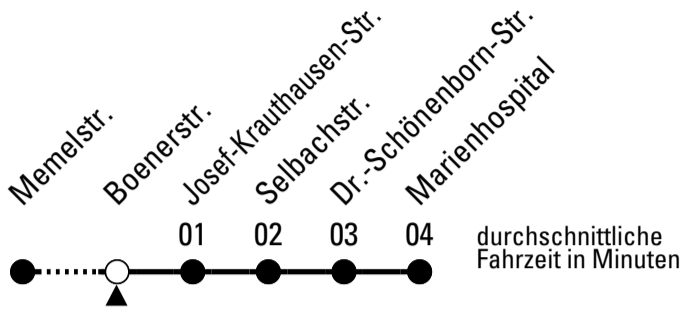 Memelstr.
Boenerstr.
Josef-Krauthausen-Str.
Selbachstr.
Dr.-Schönenborn-Str.
Marienhospital
01 02 03 04
durchschnittliche
Fahrzeit in Minuten